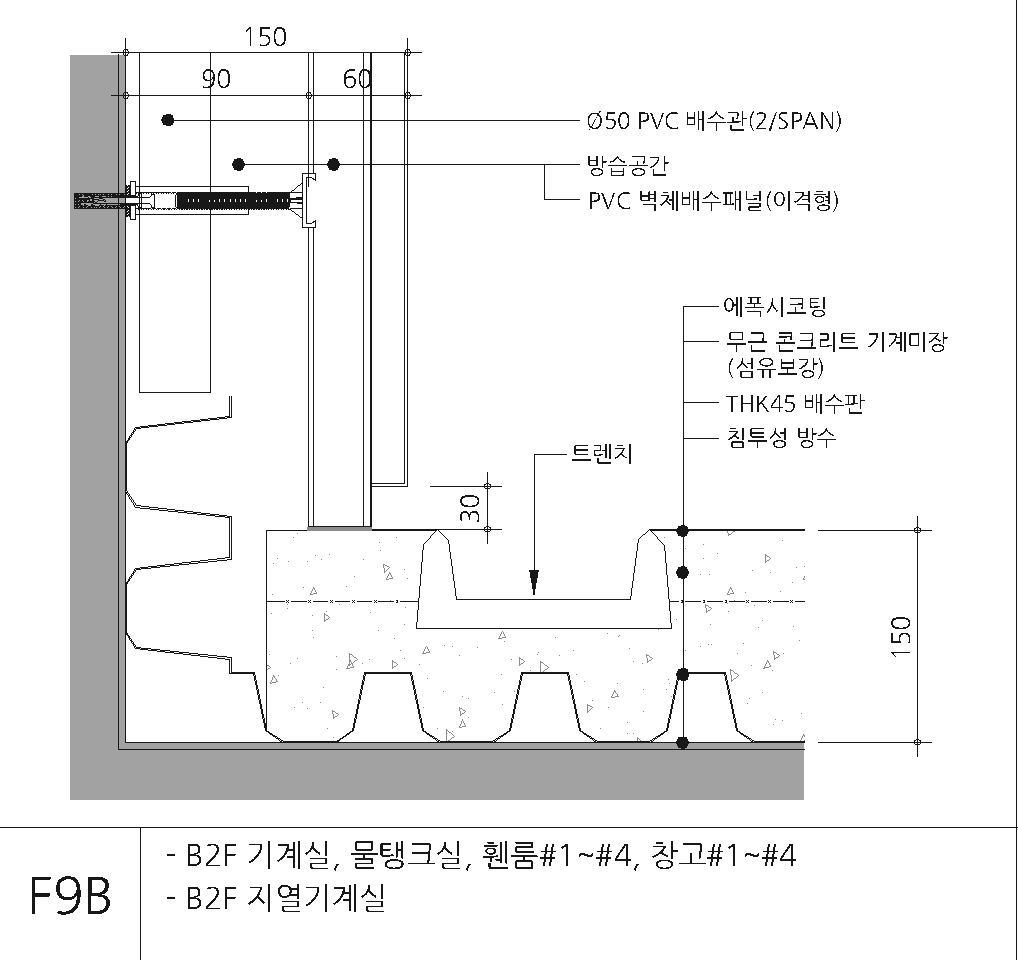 150
90
60
Ø50 PVC 배수관(2/SPAN)
방습공간
PVC 벽체배수패널(이격형)
에폭시코팅
무근 콘크리트 기계미장
(섬유보강)
THK45 배수판
침투성 방수
트렌치
30
150
F9B
- B2F 기계실, 물탱크실, 휀룸#1~#4, 창고#1~#4
- B2F 지열기계실